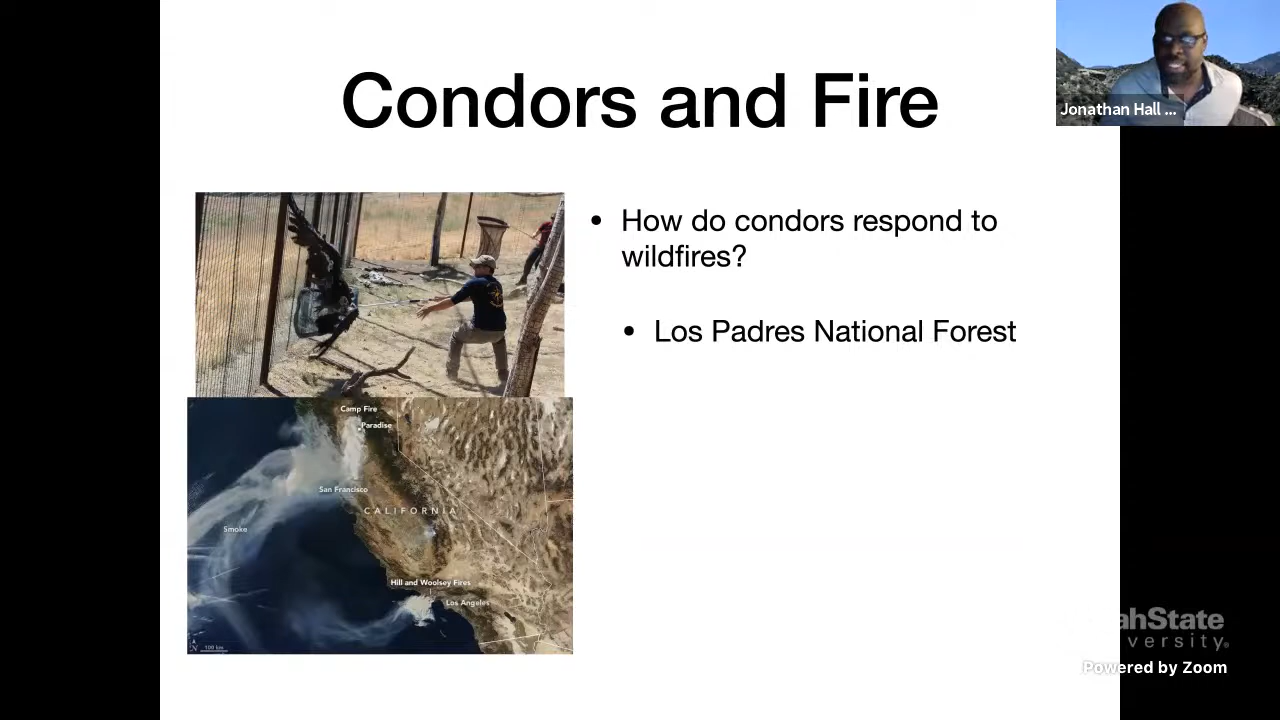 Condors and Fire
Jonathan Hall ...
• How do condors respond to
wildfires?
• Los Padres National Forest
Camp Fire
Paradise
San Francisco
CALIFORNIA
Smoke
Hill and Woolsey Fires
Los Angeles
N
100 km
ahState
versity
Powered by Zoom